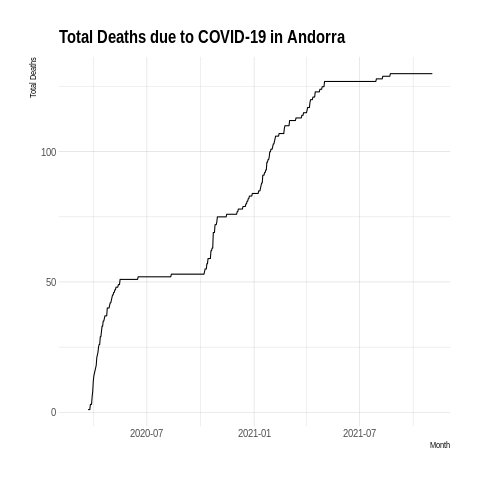 Total Deaths due to COVID-19 in Andorra
Total Deaths
100
50
0
2020-07
2021-01
2021-07
Month